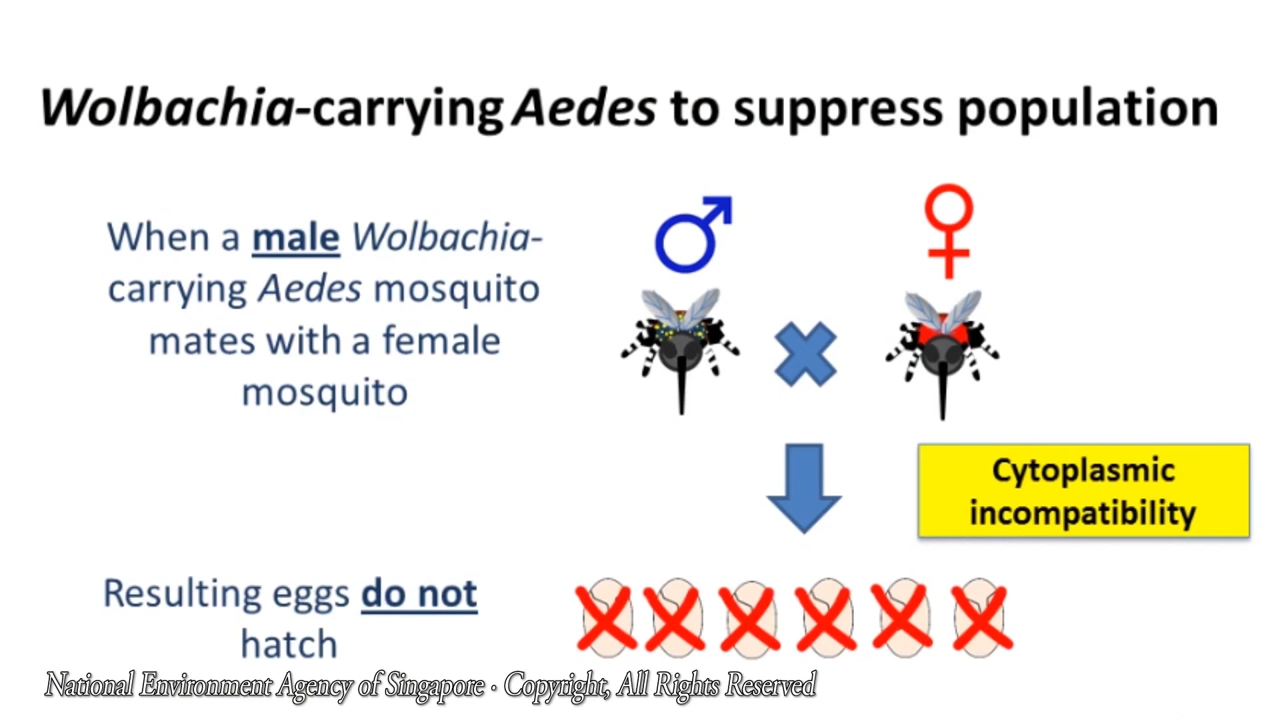 Wolbachia-carrying Aedes to suppress population
When a male Wolbachia-
carrying Aedes mosquito
mates with a female
mosquito
Cytoplasmic
incompatibility
Resulting eggs do not
hatch
National Environment Agency of Singapore · Copyright, All Rights Reserved